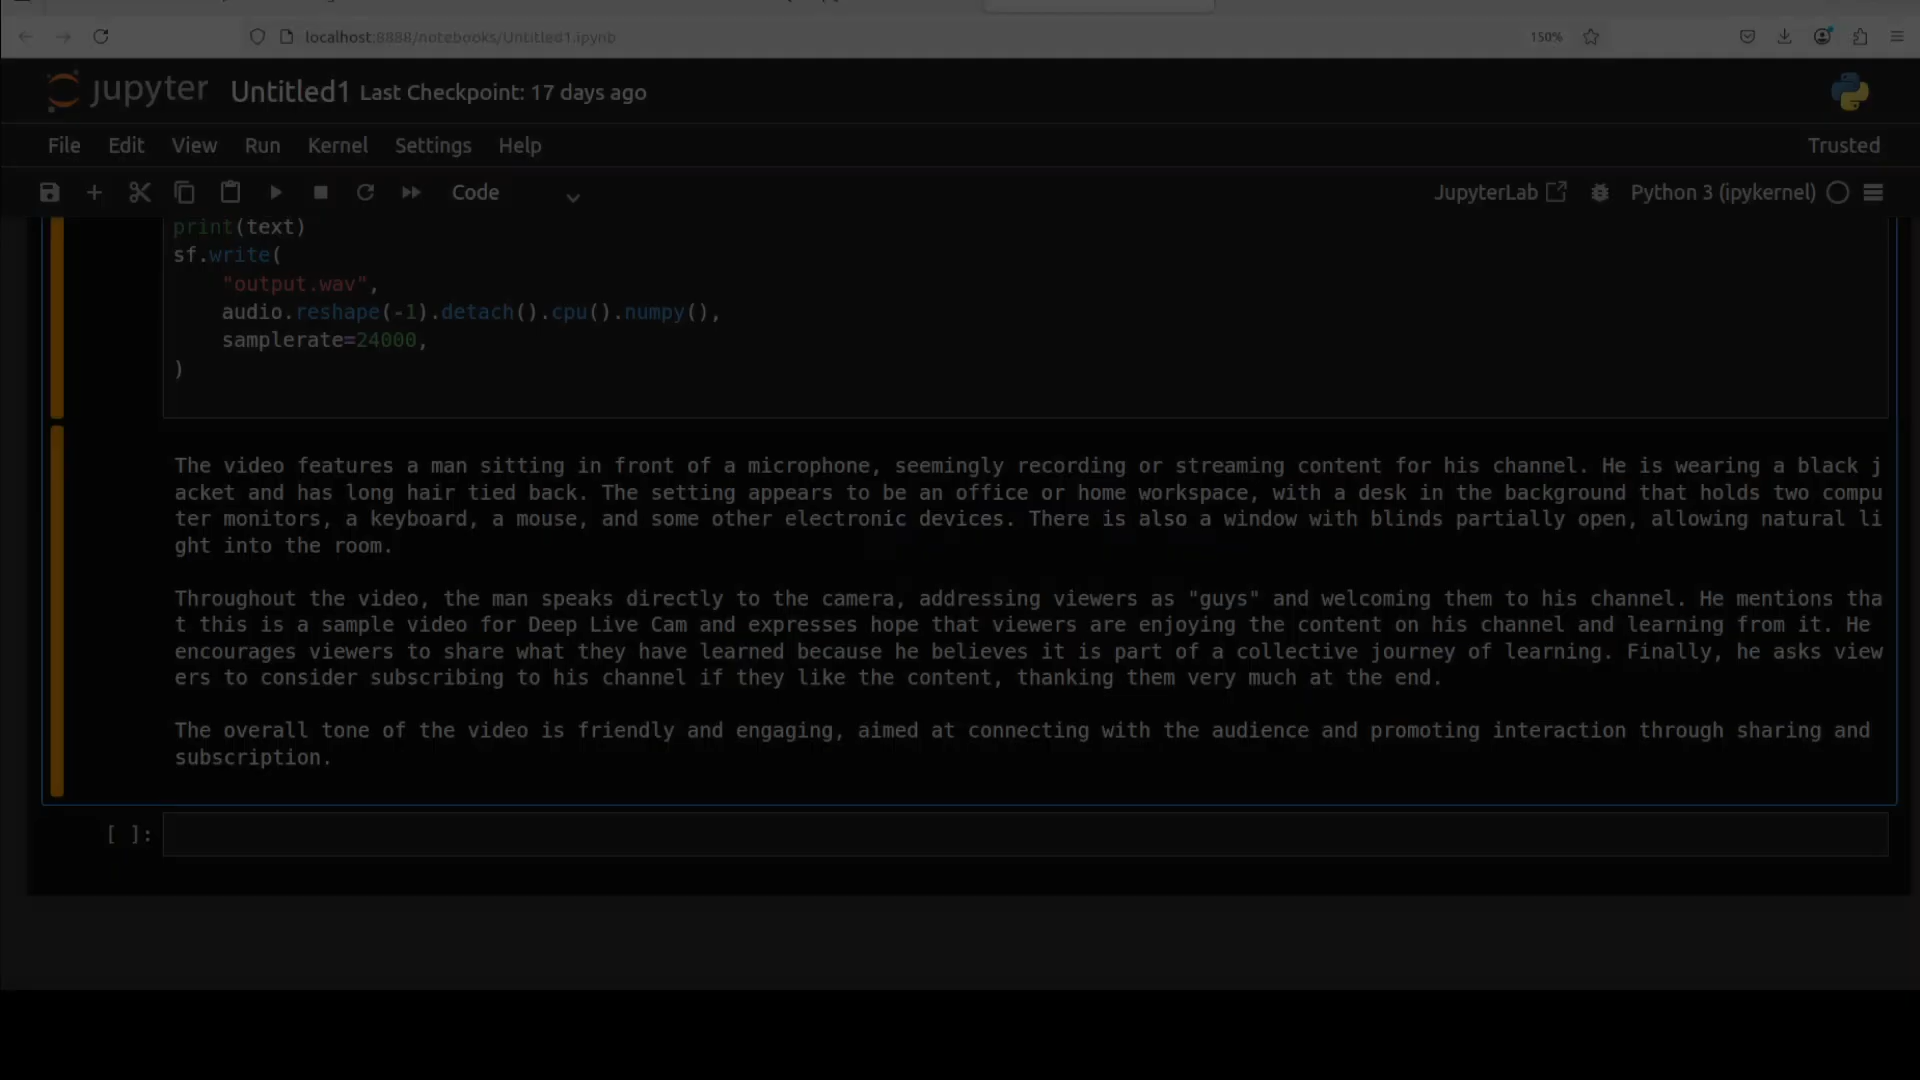 localhost:8888/notebooks/Untitled1.ipynb
150%
jupyter Untitled1 Last Checkpoint: 17 days ago
File Edit View Run Kernel Settings Help
Trusted
Code
JupyterLab
Python 3 (ipykernel)
print(text)
sf.write(
"output.wav",
audio.reshape(-1).detach().cpu().numpy(),
samplerate=24000,
)
The video features a man sitting in front of a microphone, seemingly recording or streaming content for his channel. He is wearing a black j
acket and has long hair tied back. The setting appears to be an office or home workspace, with a desk in the background that holds two compu
ter monitors, a keyboard, a mouse, and some other electronic devices. There is also a window with blinds partially open, allowing natural li
ght into the room.
Throughout the video, the man speaks directly to the camera, addressing viewers as "guys" and welcoming them to his channel. He mentions tha
t this is a sample video for Deep Live Cam and expresses hope that viewers are enjoying the content on his channel and learning from it. He
encourages viewers to share what they have learned because he believes it is part of a collective journey of learning. Finally, he asks view
ers to consider subscribing to his channel if they like the content, thanking them very much at the end.
The overall tone of the video is friendly and engaging, aimed at connecting with the audience and promoting interaction through sharing and
subscription.
[ ]: